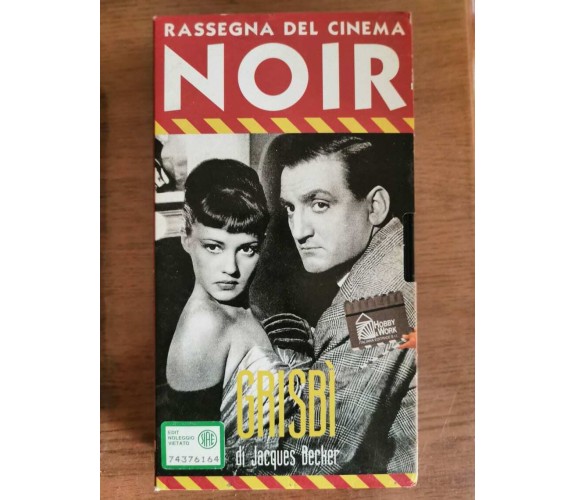 RASSEGNA DEL CINEMA
NOIR
HOBBY
& WORK
GRISBÌ
di Jacques Becker
EDIT
NOLEGGIO
VIETATO
SIAE
74376164